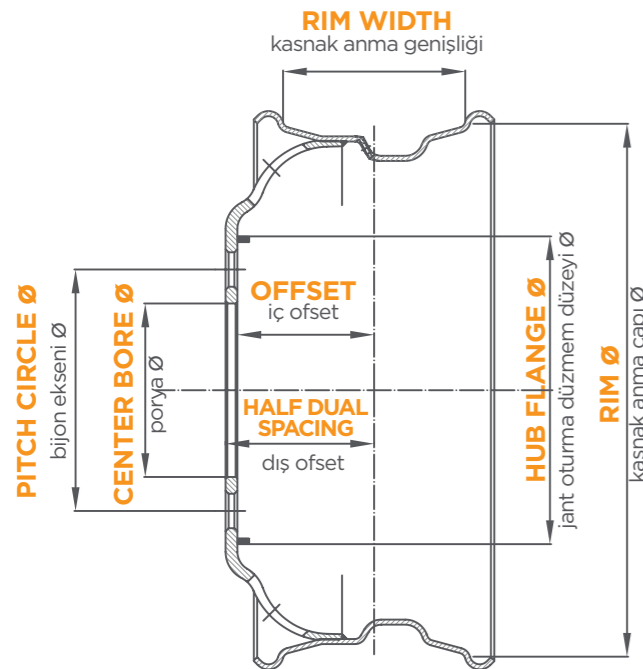 RIM WIDTH
kasnak anma genişliği
OFFSET
iç ofset
HALF DUAL
SPACING
dış ofset
PITCH CIRCLE Ø
bijon ekseni Ø
CENTER BORE Ø
porya Ø
HUB FLANGE Ø
jant oturma düzmem düzeyi Ø
RIM Ø
kasnak anma çapı Ø